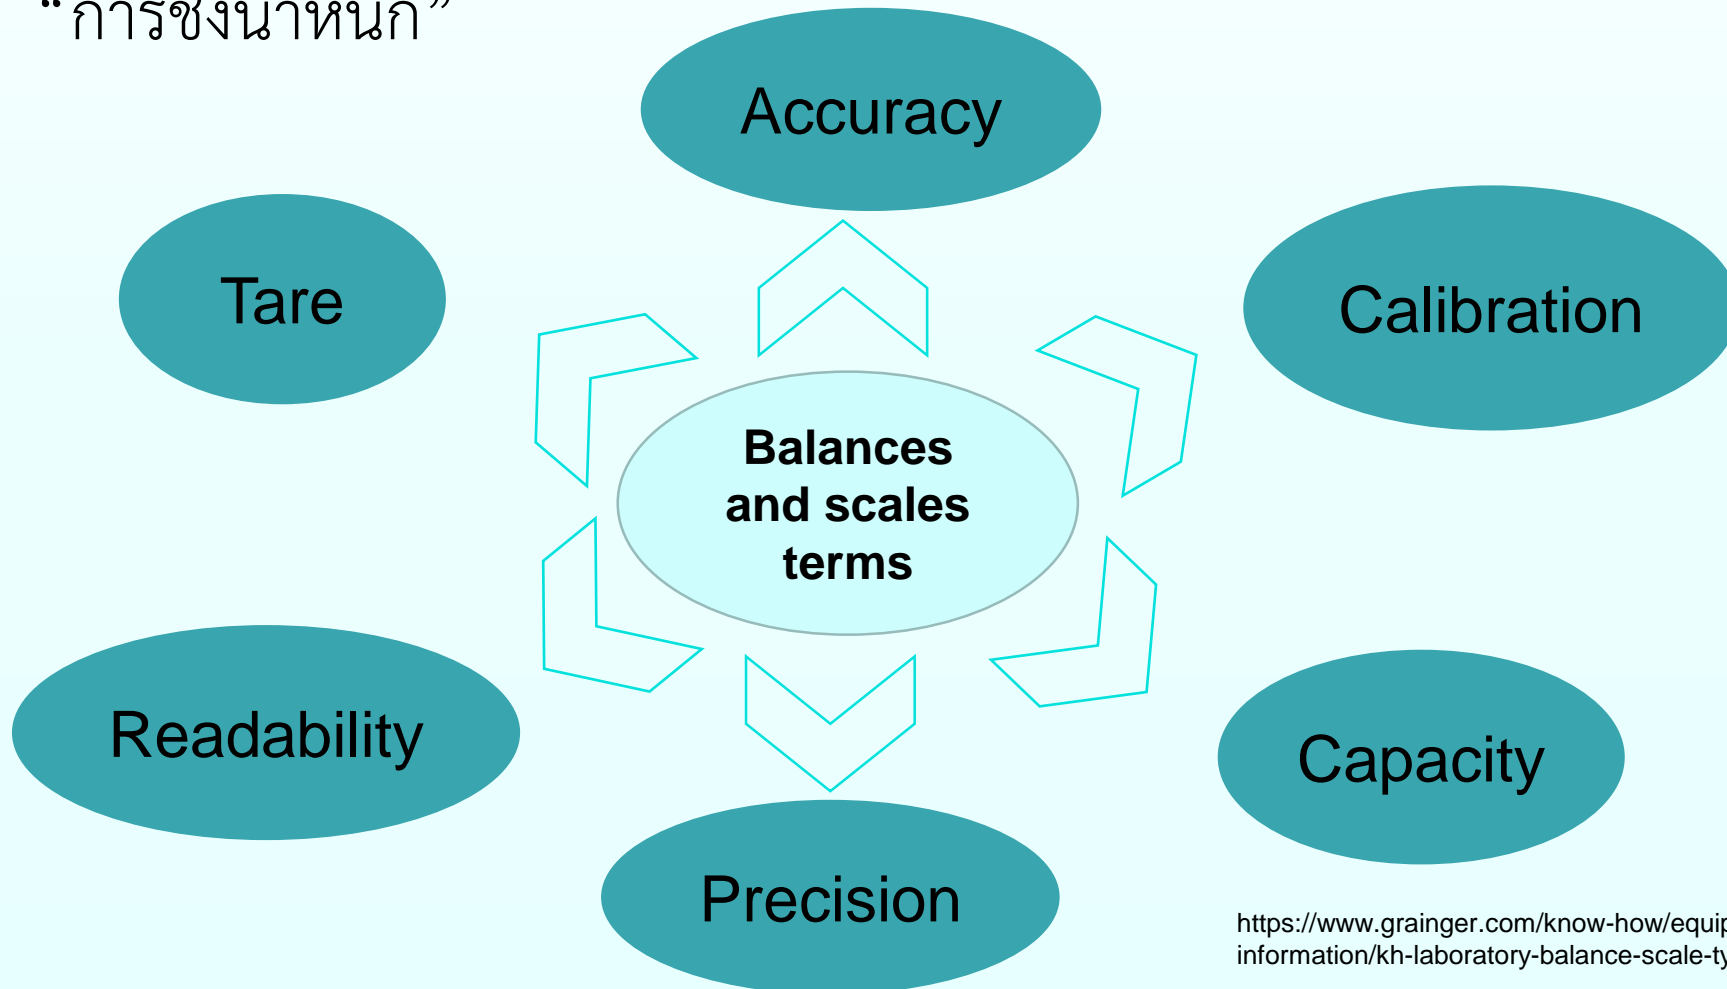 “การชั่งน้ำหนัก”
Accuracy
Tare
Calibration
Balances
and scales
terms
Readability
Capacity
Precision
https://www.grainger.com/know-how/equip
information/kh-laboratory-balance-scale-ty